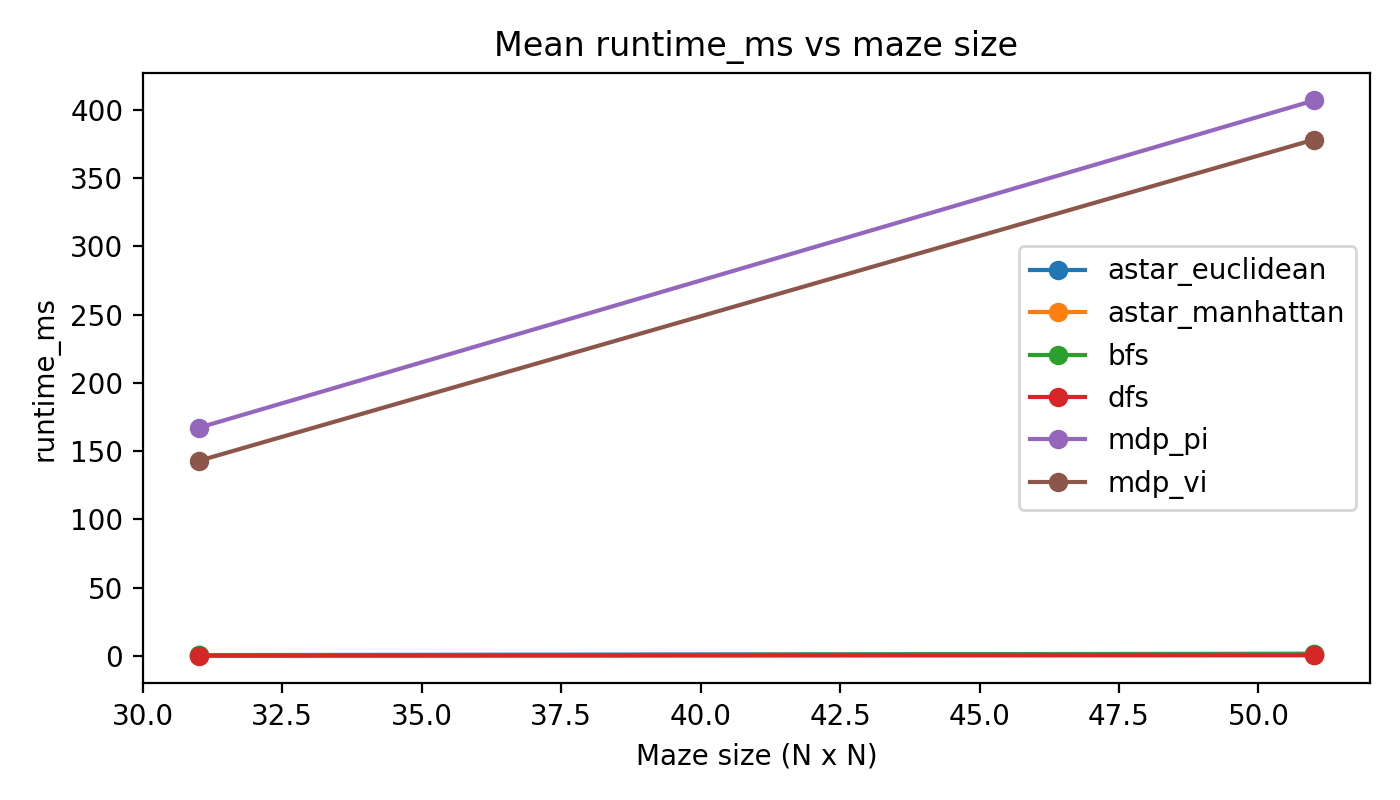 Mean runtime_ms vs maze size
runtime_ms
400
350
300
250
200
150
100
50
0
astar_euclidean
astar_manhattan
bfs
dfs
mdp_pi
mdp_vi
30.0 32.5 35.0 37.5 40.0 42.5 45.0 47.5 50.0
Maze size (N x N)